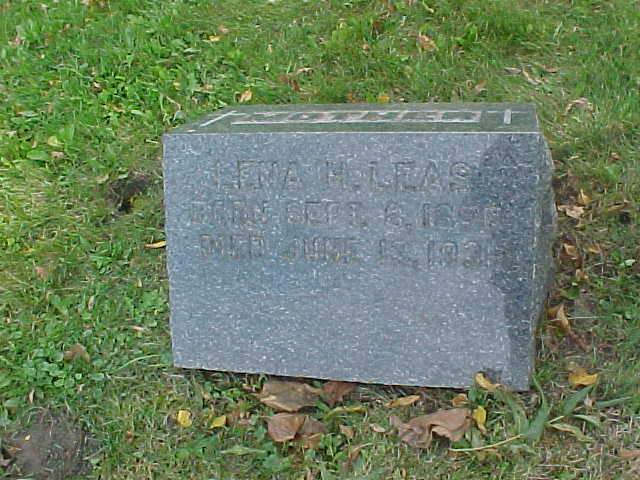 MOTHER
LENA H. LEAS
BORN SEPT. 6,
DIED JUNE